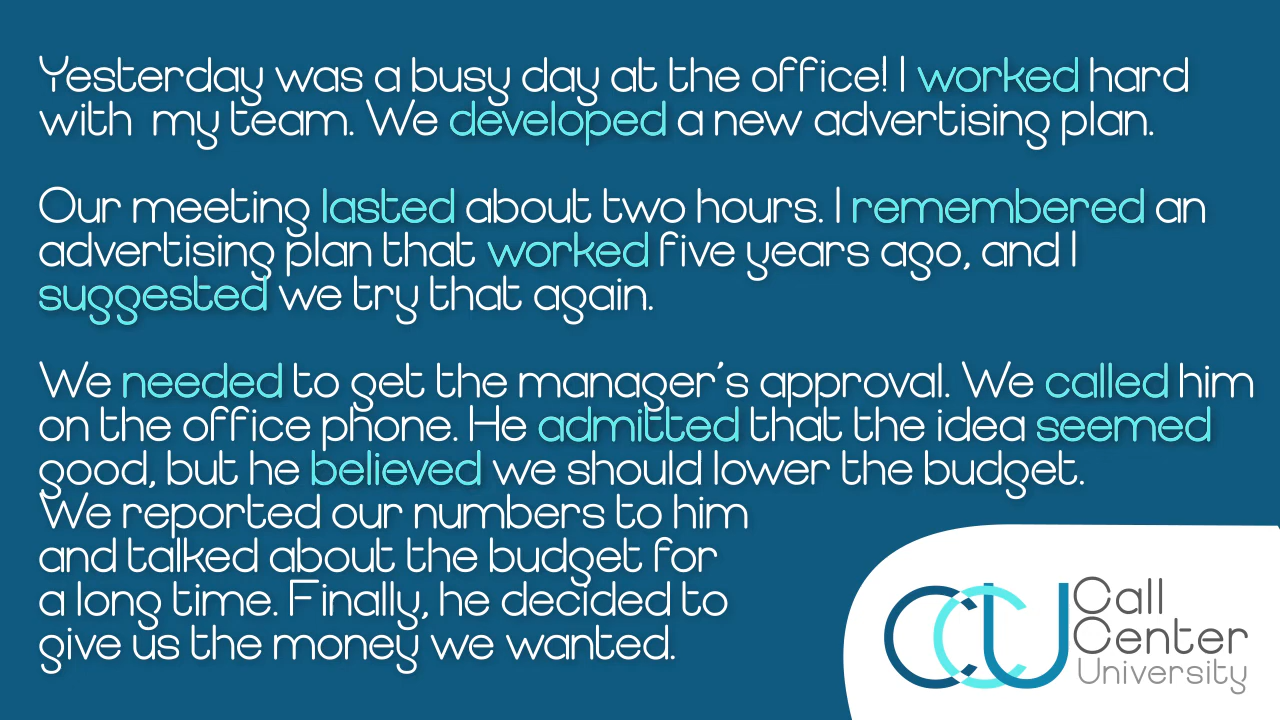 Yesterday was a busy day at the office! I worked hard
with my team. We developed a new advertising plan.
Our meeting lasted about two hours. I remembered an
advertising plan that worked five years ago, and I
suggested we try that again.
We needed to get the manager's approval. We called him
on the office phone. He admitted that the idea seemed
good, but he believed we should lower the budget.
We reported our numbers to him
and talked about the budget for
a long time. Finally, he decided to
give us the money we wanted.
CCU
Call
Center
University